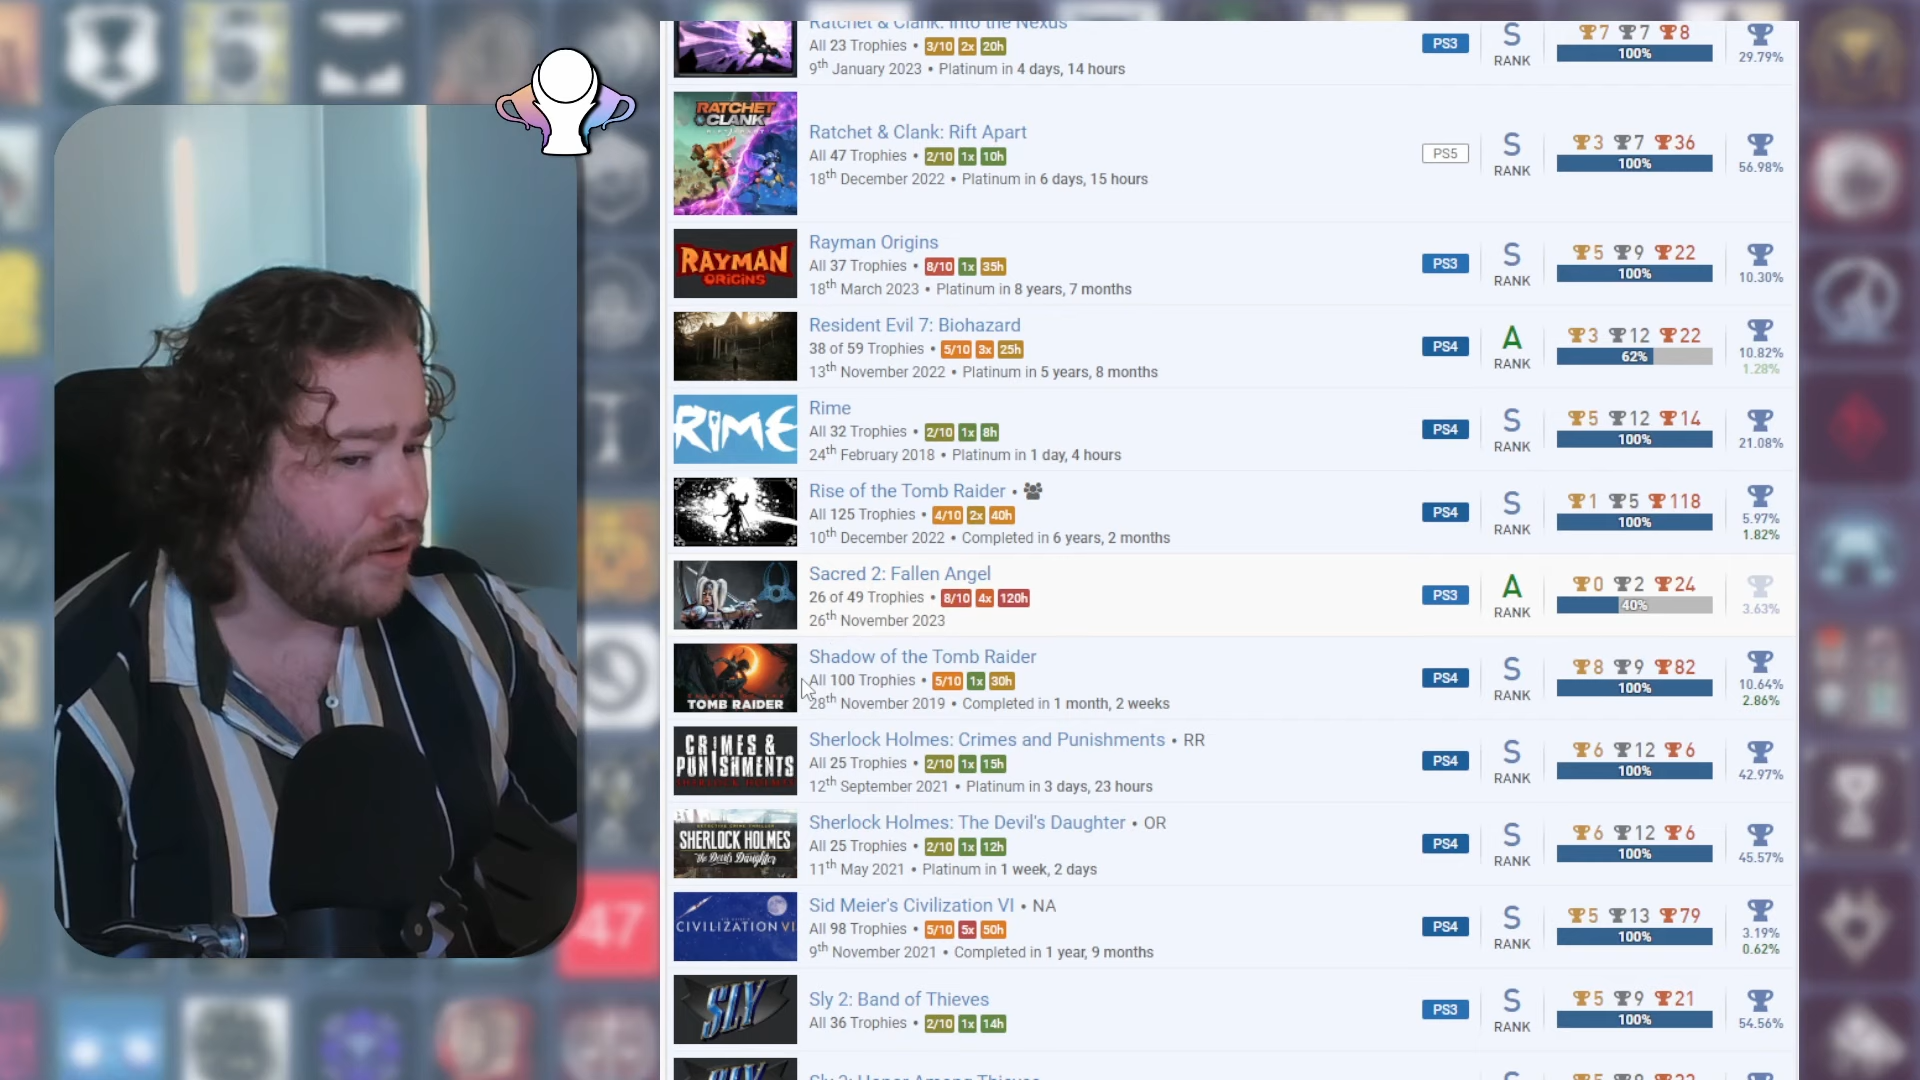 Ratchet & Clank: Into the Nexus
All 23 Trophies • 3/10 2x 20h
9th January 2023 • Platinum in 4 days, 14 hours
PS3
S
RANK
7 7 8
100%
29.79%
RATCHET CLANK
Ratchet & Clank: Rift Apart
All 47 Trophies • 2/10 1x 10h
18th December 2022 • Platinum in 6 days, 15 hours
PS5
S
RANK
3 7 36
100%
56.98%
RAYMAN ORIGINS
Rayman Origins
All 37 Trophies • 8/10 1x 35h
18th March 2023 • Platinum in 8 years, 7 months
PS3
S
RANK
5 9 22
100%
10.30%
Resident Evil 7: Biohazard
38 of 59 Trophies • 5/10 3x 25h
13th November 2022 • Platinum in 5 years, 8 months
PS4
A
RANK
3 12 22
62%
10.82%
1.28%
RiME
Rime
All 32 Trophies • 2/10 1x 8h
24th February 2018 • Platinum in 1 day, 4 hours
PS4
S
RANK
5 12 14
100%
21.08%
Rise of the Tomb Raider •
All 125 Trophies • 4/10 2x 40h
10th December 2022 • Completed in 6 years, 2 months
PS4
S
RANK
1 5 118
100%
5.97%
1.82%
Sacred 2: Fallen Angel
26 of 49 Trophies • 8/10 4x 120h
26th November 2023
PS3
A
RANK
0 2 24
40%
3.63%
TOMB RAIDER
Shadow of the Tomb Raider
All 100 Trophies • 5/10 1x 30h
28th November 2019 • Completed in 1 month, 2 weeks
PS4
S
RANK
8 9 82
100%
10.64%
2.86%
CRIMES &
PUNISHMENTS
Sherlock Holmes: Crimes and Punishments • RR
All 25 Trophies • 2/10 1x 15h
12th September 2021 • Platinum in 3 days, 23 hours
PS4
S
RANK
6 12 6
100%
42.97%
SHERLOCK HOLMES
The Devil's Daughter
Sherlock Holmes: The Devil's Daughter • OR
All 25 Trophies • 2/10 1x 12h
11th May 2021 • Platinum in 1 week, 2 days
PS4
S
RANK
6 12 6
100%
45.57%
CIVILIZATION VI
Sid Meier's Civilization VI • NA
All 98 Trophies • 5/10 5x 50h
9th November 2021 • Completed in 1 year, 9 months
PS4
S
RANK
5 13 79
100%
3.19%
0.62%
SLY
Sly 2: Band of Thieves
All 36 Trophies • 2/10 1x 14h
PS3
S
RANK
5 9 21
100%
54.56%
Sly 3: Honor Among Thieves
47